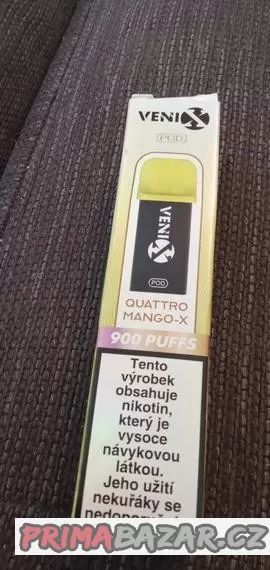 VENIX
POD
VENIX
POD
QUATTRO
MANGO-X
900 PUFFS
Tento
výrobek
obsahuje
nikotin,
který je
vysoce
návykovou
látkou.
Jeho užití
nekuřáky se
nedoporuč
PRIMABAZAR.CZ